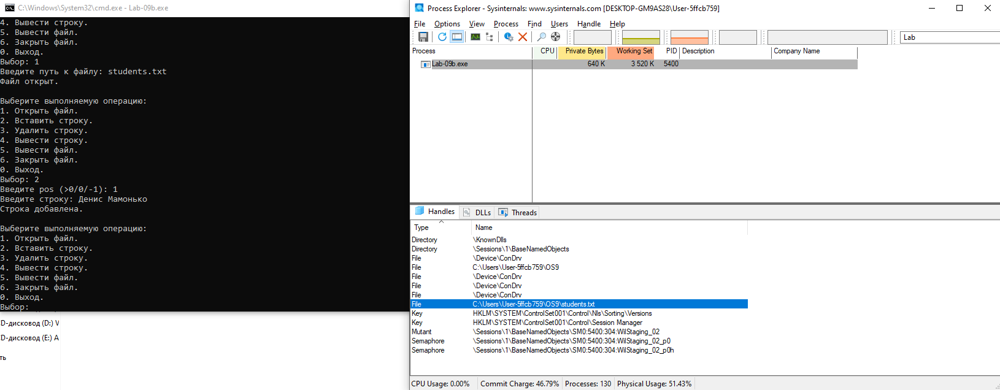 C:\Windows\System32\cmd.exe - Lab-09b.exe
4. Вывести строку.
5. Вывести файл.
6. Закрыть файл.
0. Выход.
Выбор: 1
Введите путь к файлу: students.txt
Файл открыт.
Выберите выполняемую операцию:
1. Открыть файл.
2. Вставить строку.
3. Удалить строку.
4. Вывести строку.
5. Вывести файл.
6. Закрыть файл.
0. Выход.
Выбор: 2
Введите pos (>0/0/-1): 1
Введите строку: Денис Мамонько
Строка добавлена.
Выберите выполняемую операцию:
1. Открыть файл.
2. Вставить строку.
3. Удалить строку.
4. Вывести строку.
5. Вывести файл.
6. Закрыть файл.
0. Выход.
Выбор:
D-дисковод (D:) V
D-дисковод (E:) A
ть
Process Explorer - Sysinternals: www.sysinternals.com [DESKTOP-GM9AS28\User-5ffcb759]
File Options View Process Find Users Handle Help
Lab
Process CPU Private Bytes Working Set PID Description Company Name
Lab-09b.exe 640 K 3 520 K 5400
Handles DLLs Threads
Type Name
Directory \KnownDlls
Directory \Sessions\1\BaseNamedObjects
File \Device\ConDrv
File C:\Users\User-5ffcb759\OS9
File \Device\ConDrv
File \Device\ConDrv
File \Device\ConDrv
File C:\Users\User-5ffcb759\OS9\students.txt
Key HKLM\SYSTEM\ControlSet001\Control\Nls\Sorting\Versions
Key HKLM\SYSTEM\ControlSet001\Control\Session Manager
Mutant \Sessions\1\BaseNamedObjects\SM0:5400:304:WilStaging_02
Semaphore \Sessions\1\BaseNamedObjects\SM0:5400:304:WilStaging_02_p0
Semaphore \Sessions\1\BaseNamedObjects\SM0:5400:304:WilStaging_02_p0h
CPU Usage: 0.00% Commit Charge: 46.79% Processes: 130 Physical Usage: 51.43%